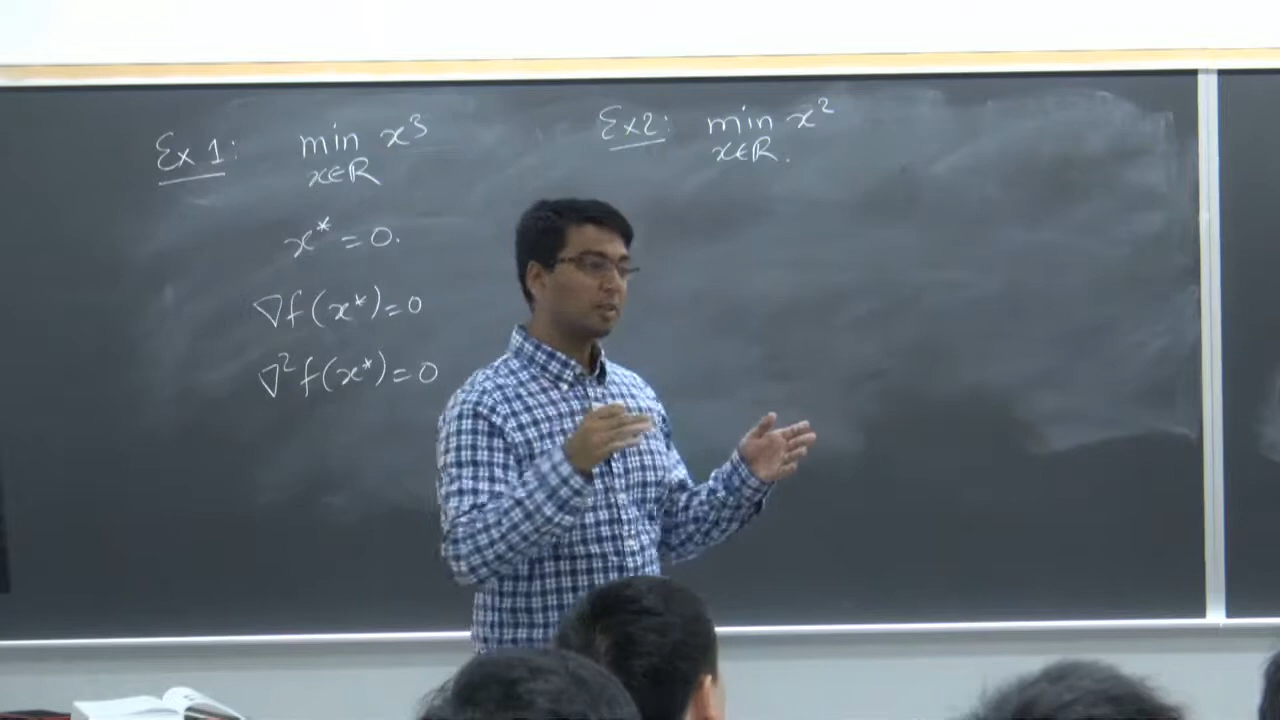 Ex 1: min x³
x∈R
x* = 0.
∇f(x*) = 0
∇²f(x*) = 0
Ex2: min x²
x∈R.